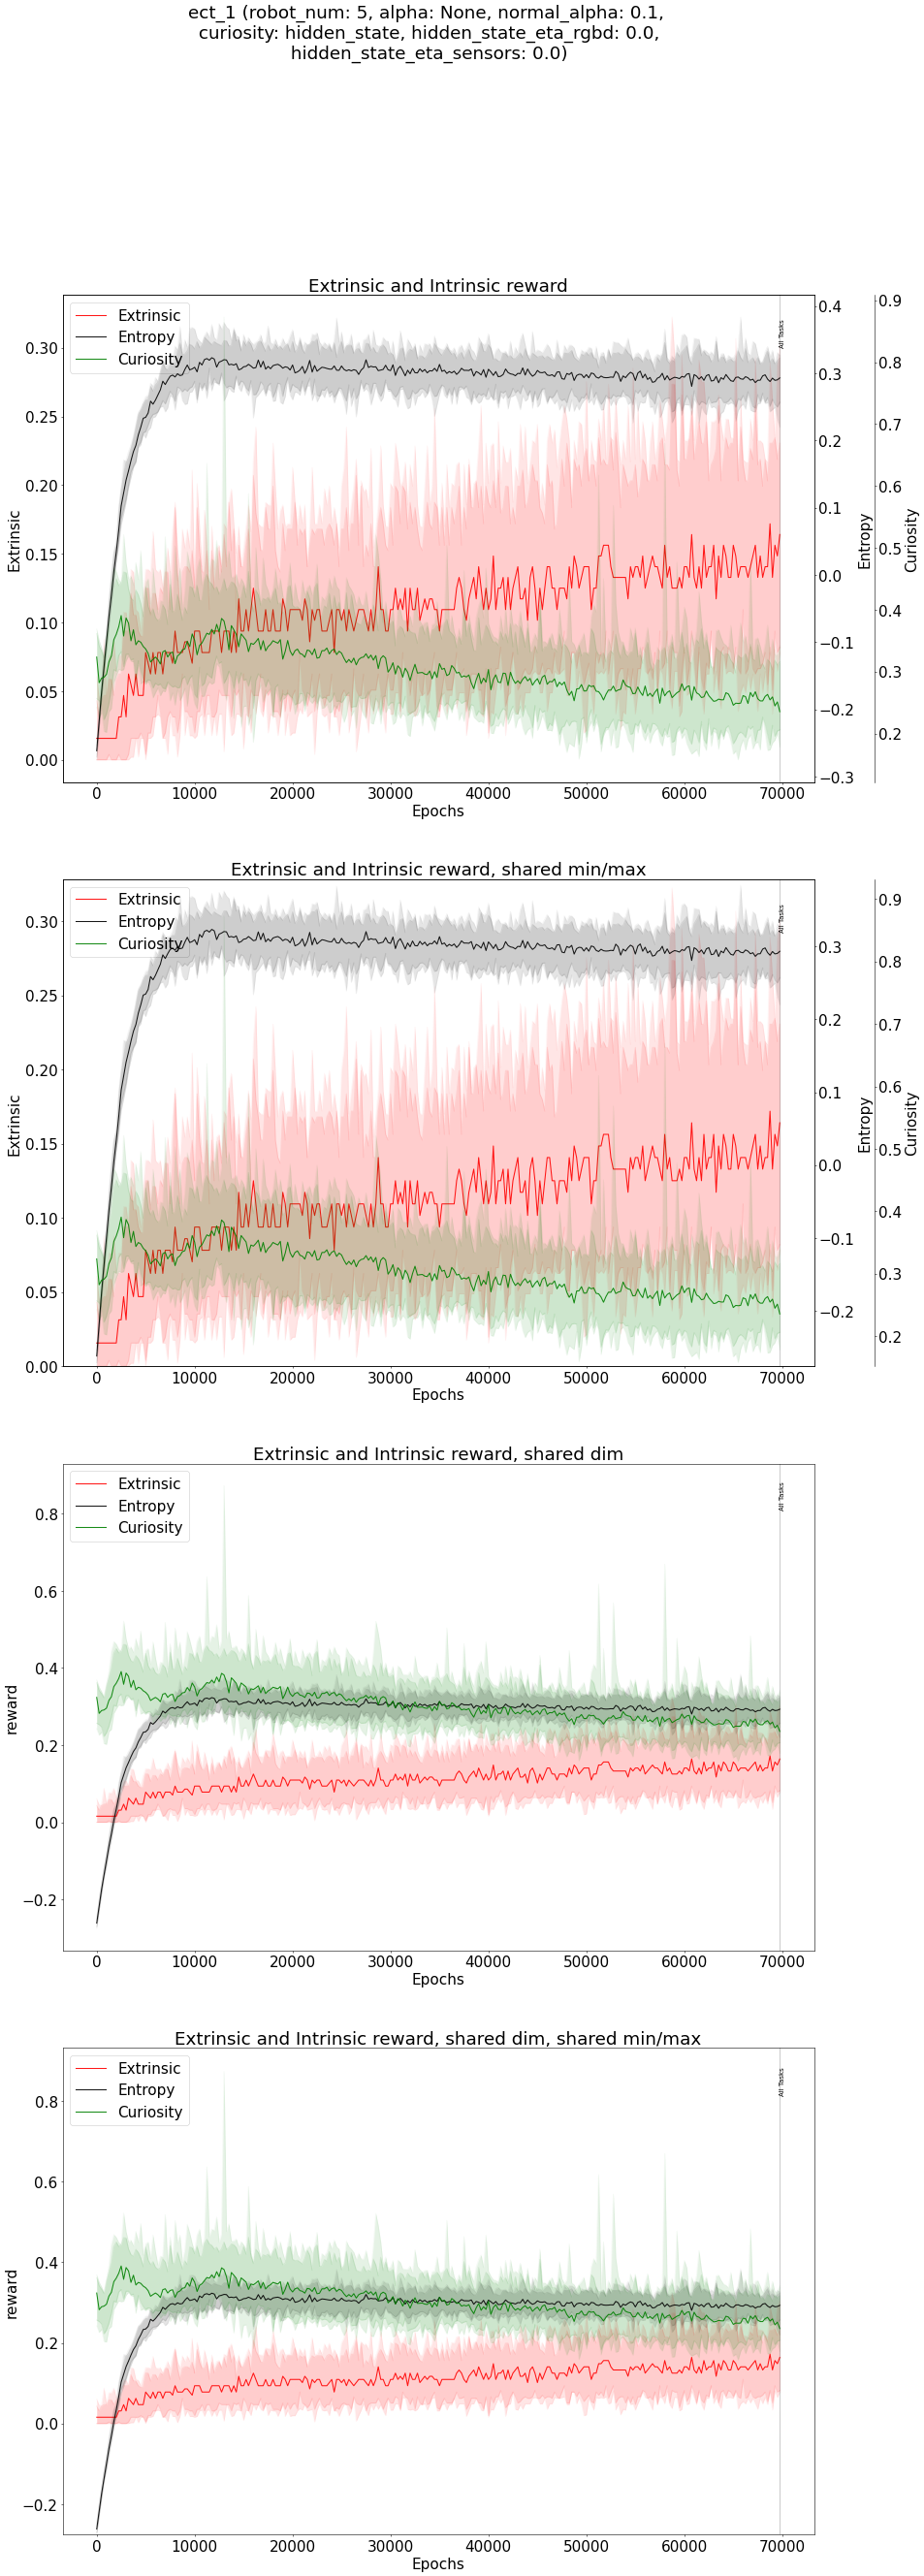 ect_1 (robot_num: 5, alpha: None, normal_alpha: 0.1,
curiosity: hidden_state, hidden_state_eta_rgbd: 0.0,
hidden_state_eta_sensors: 0.0)
Extrinsic and Intrinsic reward
Extrinsic
Entropy
Curiosity
All Tasks
0.30
0.25
0.20
0.15
0.10
0.05
0.00
Extrinsic
0.4
0.3
0.2
0.1
0.0
−0.1
−0.2
−0.3
Entropy
0.9
0.8
0.7
0.6
0.5
0.4
0.3
0.2
Curiosity
0 10000 20000 30000 40000 50000 60000 70000
Epochs
Extrinsic and Intrinsic reward, shared min/max
Extrinsic
Entropy
Curiosity
All Tasks
0.30
0.25
0.20
0.15
0.10
0.05
0.00
Extrinsic
0.3
0.2
0.1
0.0
−0.1
−0.2
Entropy
0.9
0.8
0.7
0.6
0.5
0.4
0.3
0.2
Curiosity
0 10000 20000 30000 40000 50000 60000 70000
Epochs
Extrinsic and Intrinsic reward, shared dim
Extrinsic
Entropy
Curiosity
All Tasks
0.8
0.6
0.4
0.2
0.0
−0.2
reward
0 10000 20000 30000 40000 50000 60000 70000
Epochs
Extrinsic and Intrinsic reward, shared dim, shared min/max
Extrinsic
Entropy
Curiosity
All Tasks
0.8
0.6
0.4
0.2
0.0
−0.2
reward
0 10000 20000 30000 40000 50000 60000 70000
Epochs